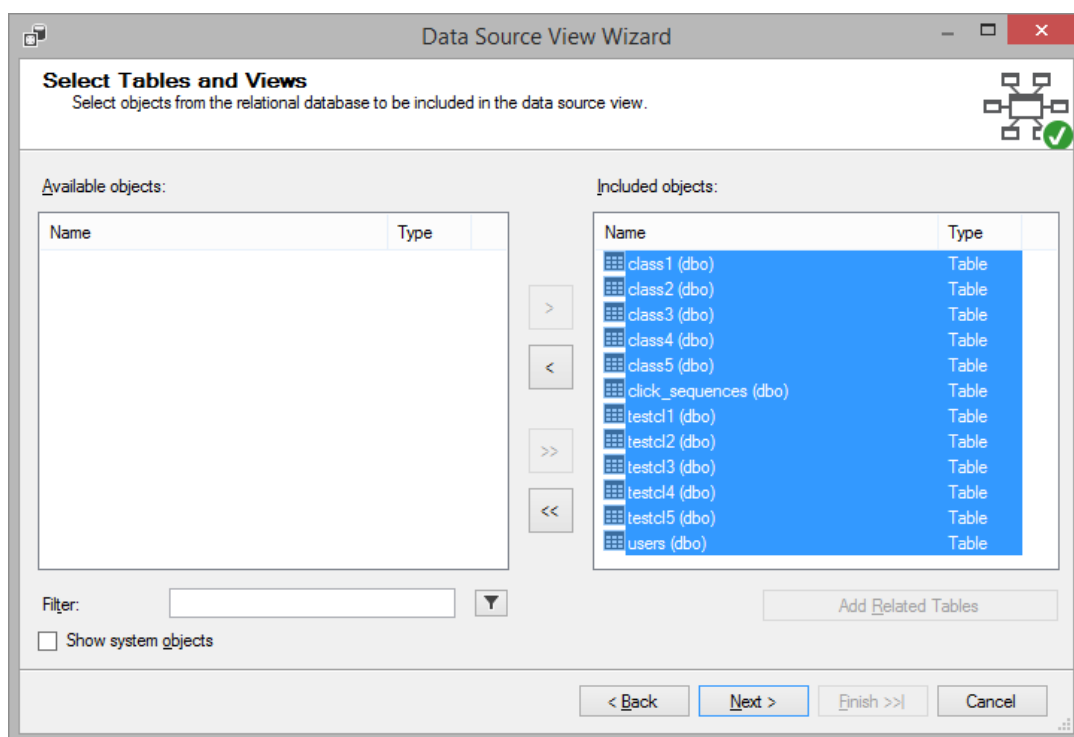 Data Source View Wizard
Select Tables and Views
Select objects from the relational database to be included in the data source view.
Available objects:
Included objects:
Name Type
Name Type
class1 (dbo) Table
class2 (dbo) Table
class3 (dbo) Table
class4 (dbo) Table
class5 (dbo) Table
click_sequences (dbo) Table
testcl1 (dbo) Table
testcl2 (dbo) Table
testcl3 (dbo) Table
testcl4 (dbo) Table
testcl5 (dbo) Table
users (dbo) Table
>
<
>>
<<
Filter:
Add Related Tables
Show system objects
< Back Next > Finish >>| Cancel